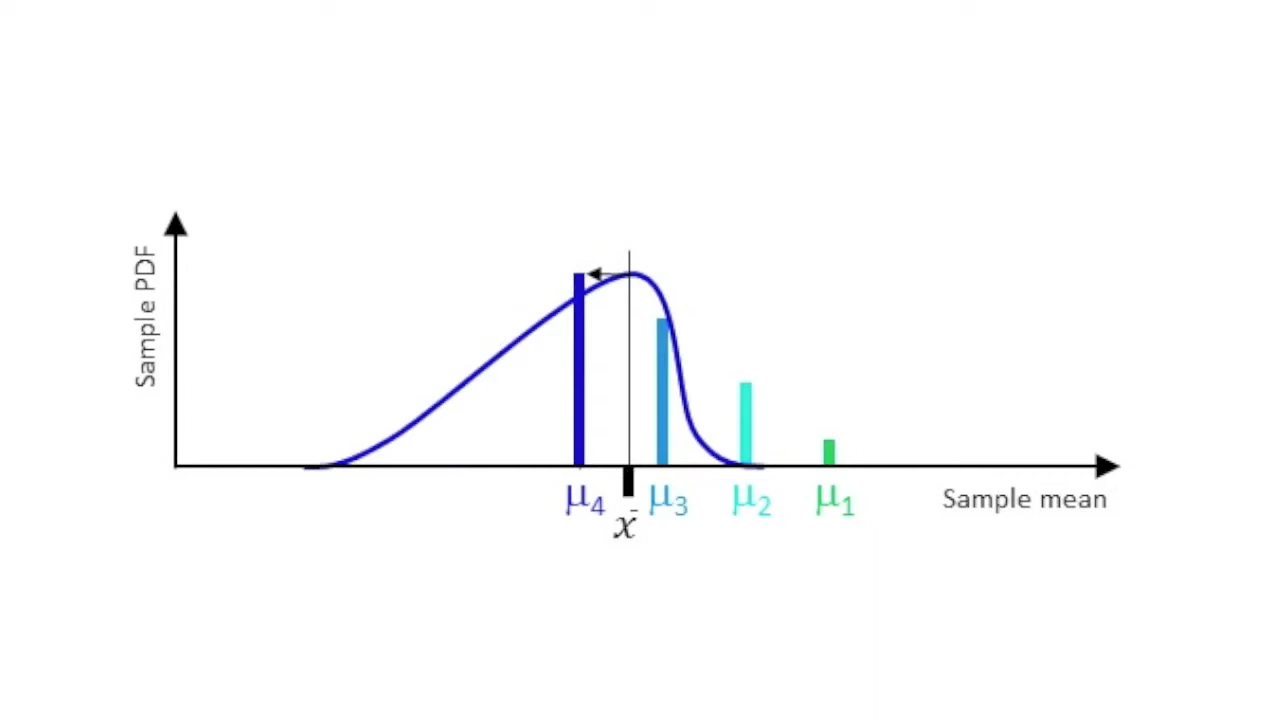 Sample PDF
μ4 μ3 μ2 μ1
x̄
Sample mean